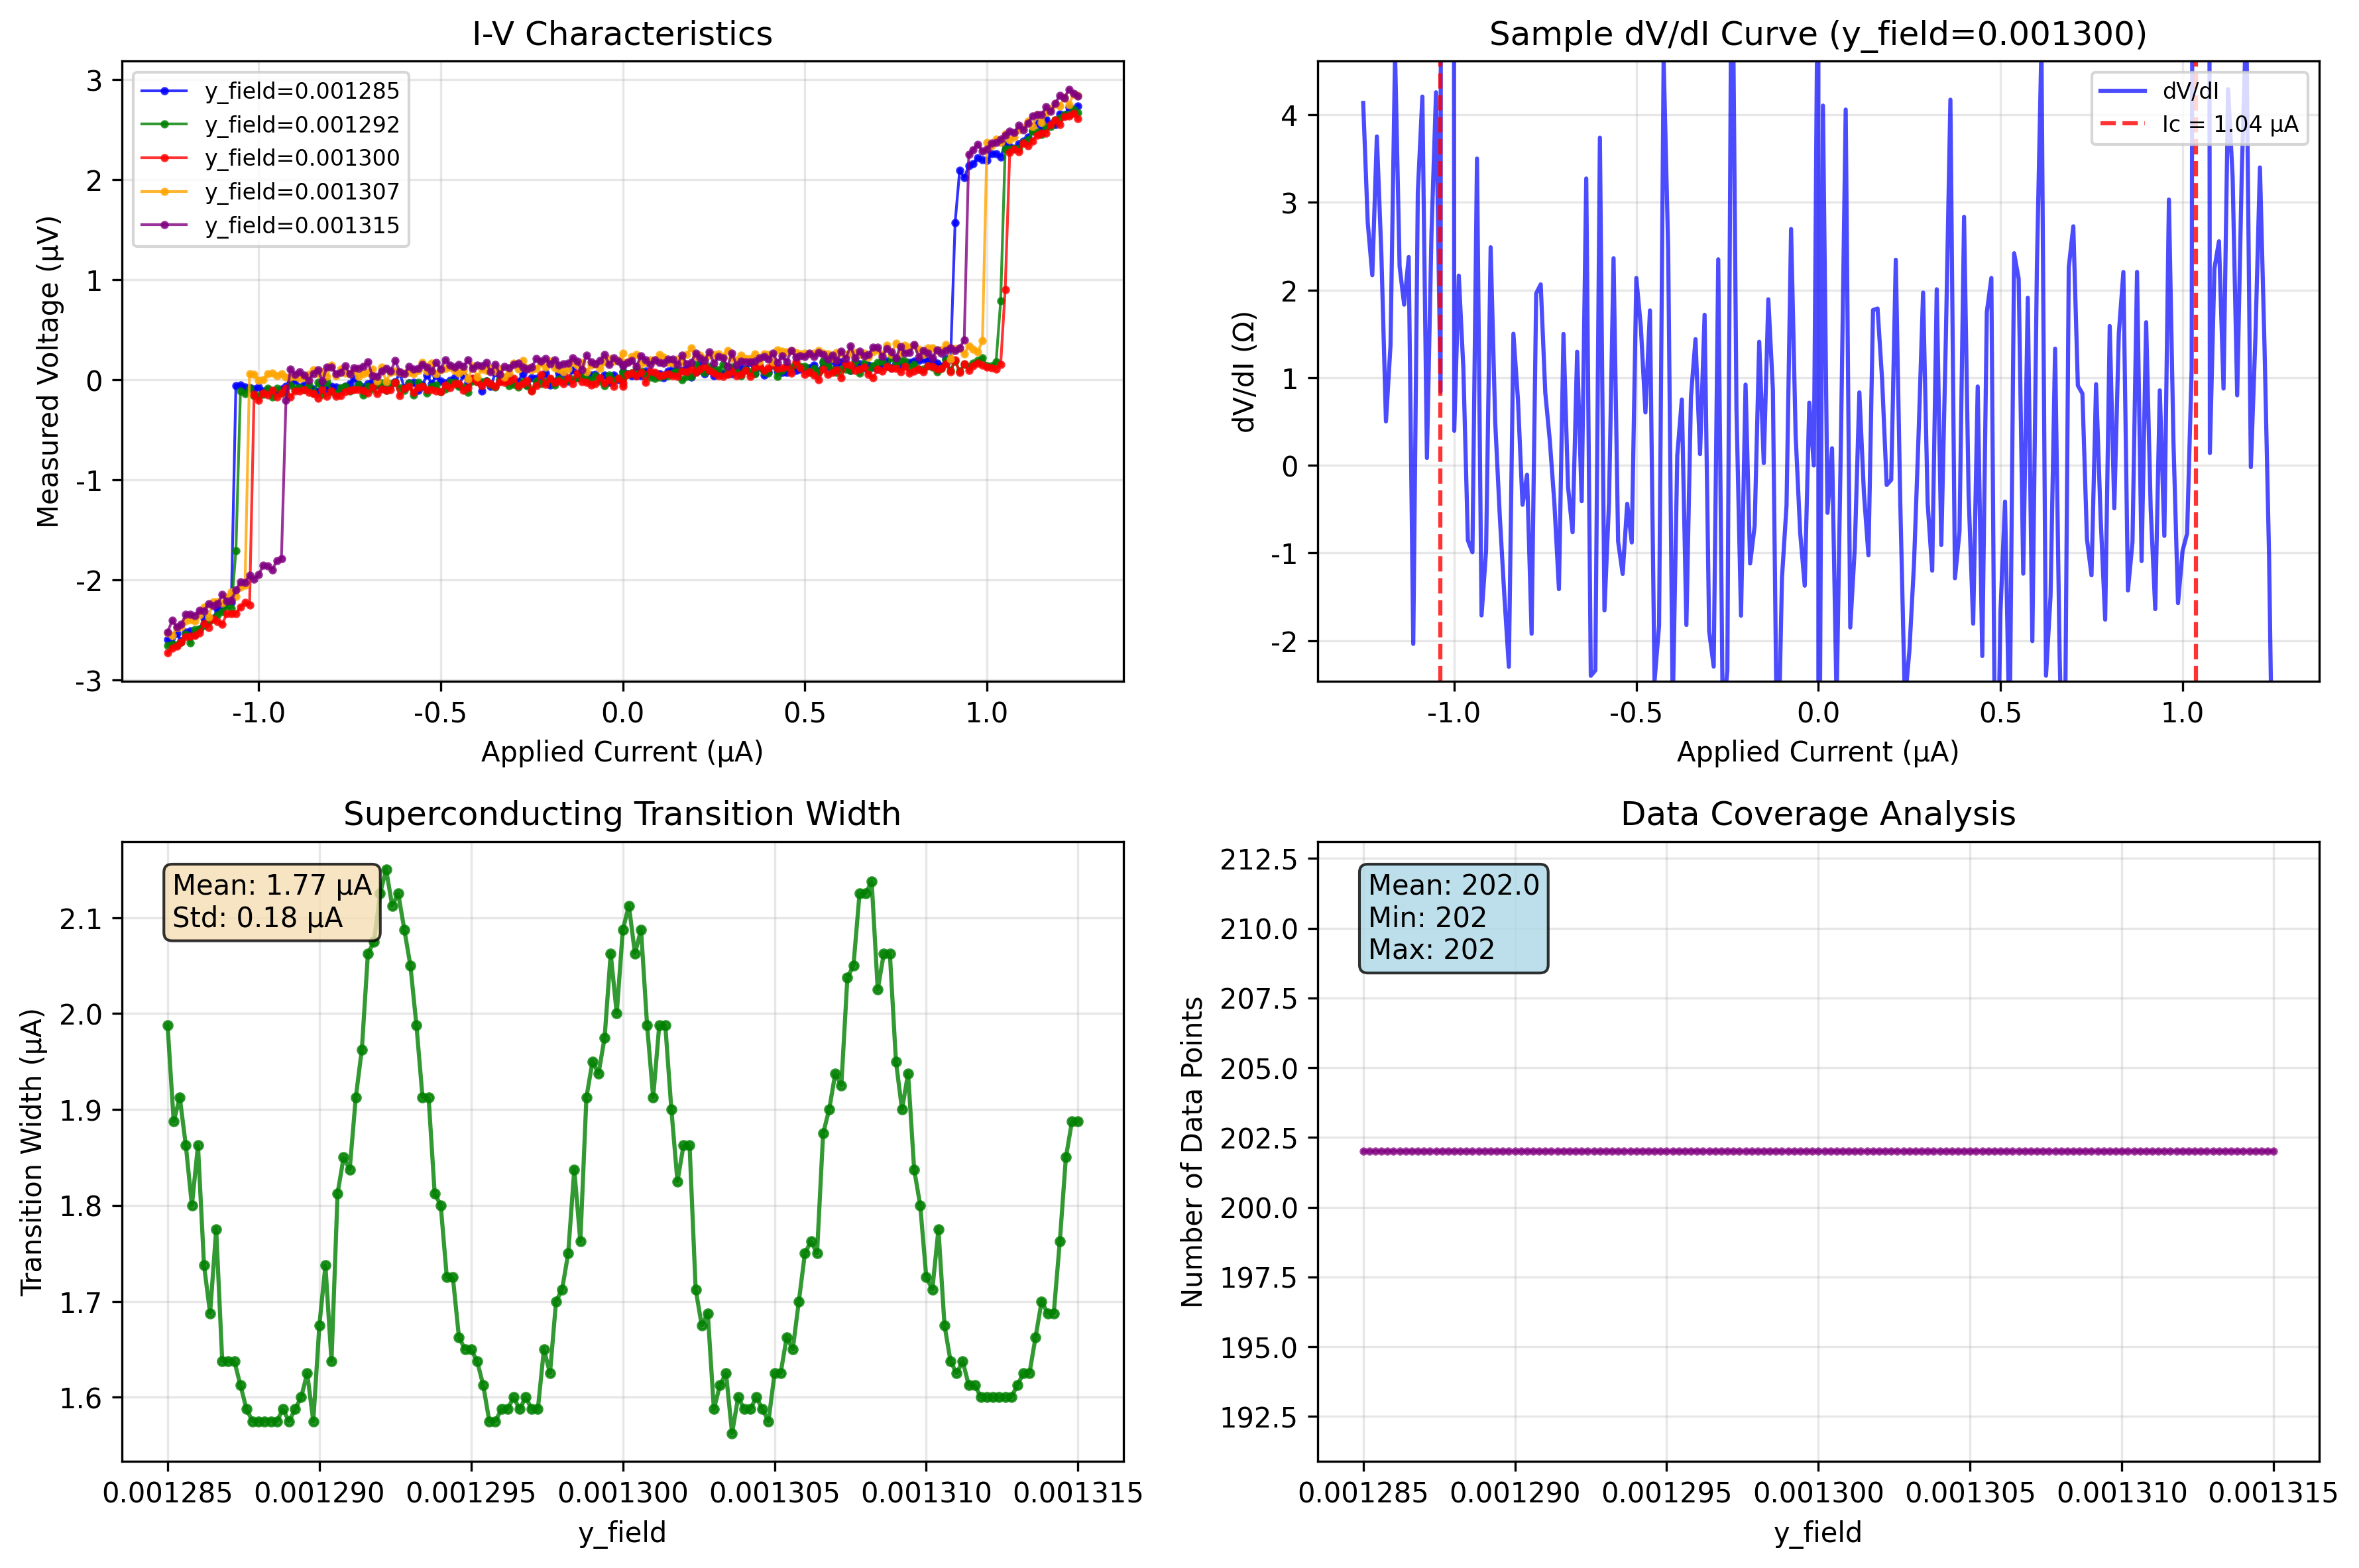 I-V Characteristics
3
2
1
0
-1
-2
-3
Measured Voltage (µV)
y_field=0.001285
y_field=0.001292
y_field=0.001300
y_field=0.001307
y_field=0.001315
-1.0
-0.5
0.0
0.5
1.0
Applied Current (µA)
Sample dV/dI Curve (y_field=0.001300)
4
3
2
1
0
-1
-2
dV/dI (Ω)
dV/dI
Ic = 1.04 µA
-1.0
-0.5
0.0
0.5
1.0
Applied Current (µA)
Superconducting Transition Width
2.1
2.0
1.9
1.8
1.7
1.6
Transition Width (µA)
Mean: 1.77 µA
Std: 0.18 µA
0.001285
0.001290
0.001295
0.001300
0.001305
0.001310
0.001315
y_field
Data Coverage Analysis
212.5
210.0
207.5
205.0
202.5
200.0
197.5
195.0
192.5
Number of Data Points
Mean: 202.0
Min: 202
Max: 202
0.001285
0.001290
0.001295
0.001300
0.001305
0.001310
0.001315
y_field